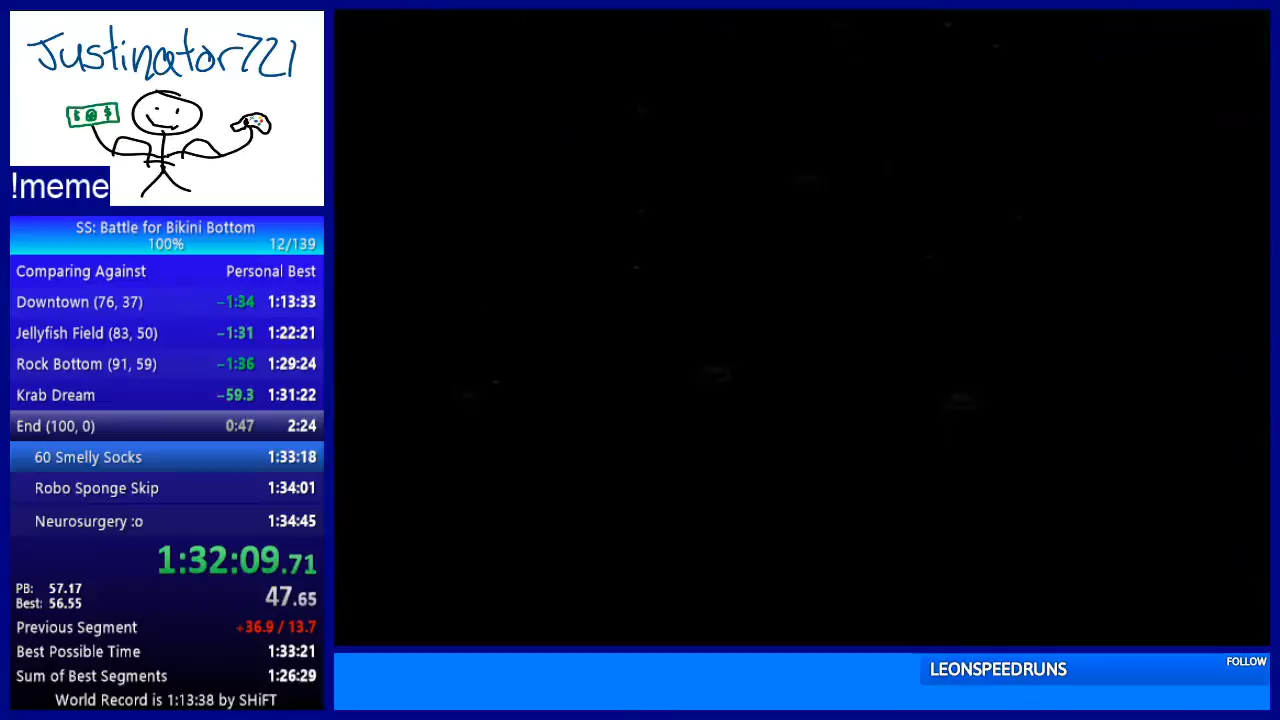 Justinator721
!meme
SS: Battle for Bikini Bottom
100% 12/139
Comparing Against Personal Best
Downtown (76, 37) -1:34 1:13:33
Jellyfish Field (83, 50) -1:31 1:22:21
Rock Bottom (91, 59) -1:36 1:29:24
Krab Dream -59.3 1:31:22
End (100, 0) 0:47 2:24
60 Smelly Socks 1:33:18
Robo Sponge Skip 1:34:01
Neurosurgery :o 1:34:45
1:32:09.71
PB: 57.17 47.65
Best: 56.55
Previous Segment +36.9 / 13.7
Best Possible Time 1:33:21
Sum of Best Segments 1:26:29
World Record is 1:13:38 by SHiFT
LEONSPEEDRUNS FOLLOW